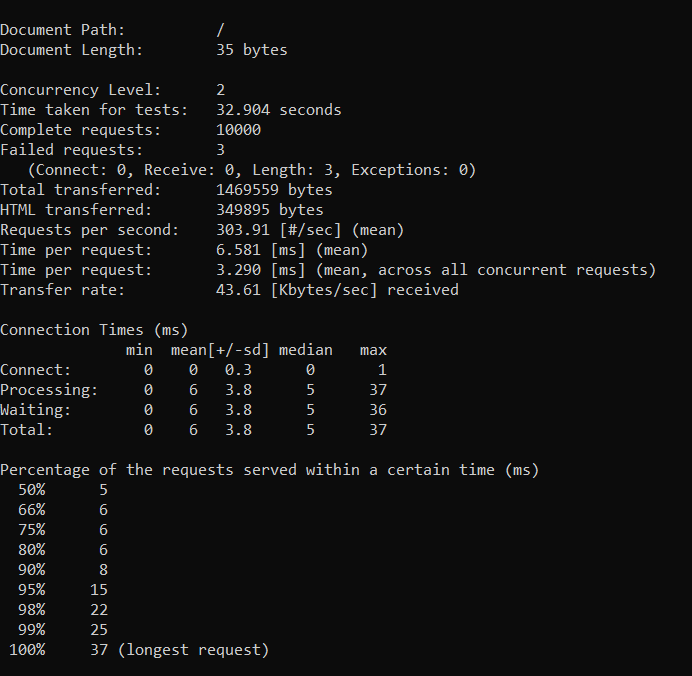 Document Path:          /
Document Length:        35 bytes

Concurrency Level:      2
Time taken for tests:   32.904 seconds
Complete requests:      10000
Failed requests:        3
   (Connect: 0, Receive: 0, Length: 3, Exceptions: 0)
Total transferred:      1469559 bytes
HTML transferred:       349895 bytes
Requests per second:    303.91 [#/sec] (mean)
Time per request:       6.581 [ms] (mean)
Time per request:       3.290 [ms] (mean, across all concurrent requests)
Transfer rate:          43.61 [Kbytes/sec] received

Connection Times (ms)
              min  mean[+/-sd] median   max
Connect:        0    0   0.3      0       1
Processing:     0    6   3.8      5      37
Waiting:        0    6   3.8      5      36
Total:          0    6   3.8      5      37

Percentage of the requests served within a certain time (ms)
  50%      5
  66%      6
  75%      6
  80%      6
  90%      8
  95%     15
  98%     22
  99%     25
 100%     37 (longest request)